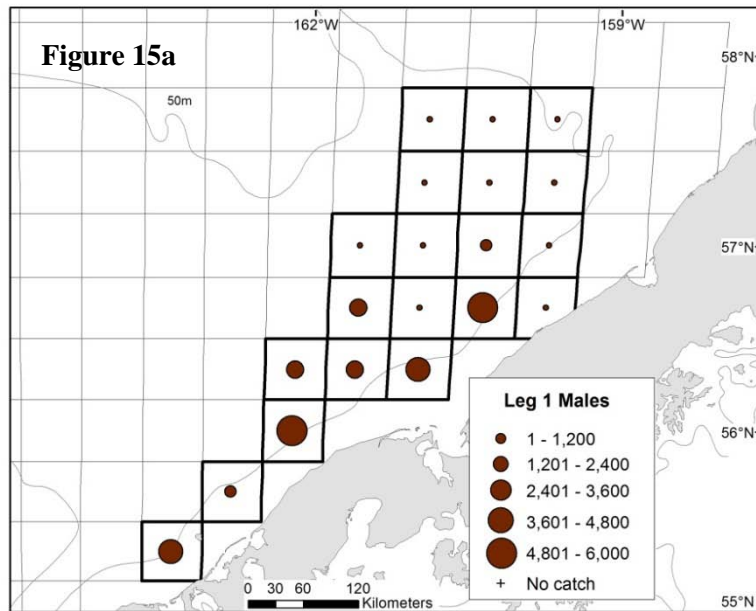 162°W
159°W
Figure 15a
58°N
50m
57°N
Leg 1 Males
1 - 1,200
56°N
1,201 - 2,400
2,401 - 3,600
3,601 - 4,800
4,801 - 6,000
No catch
0 30 60 120
Kilometers
55°N